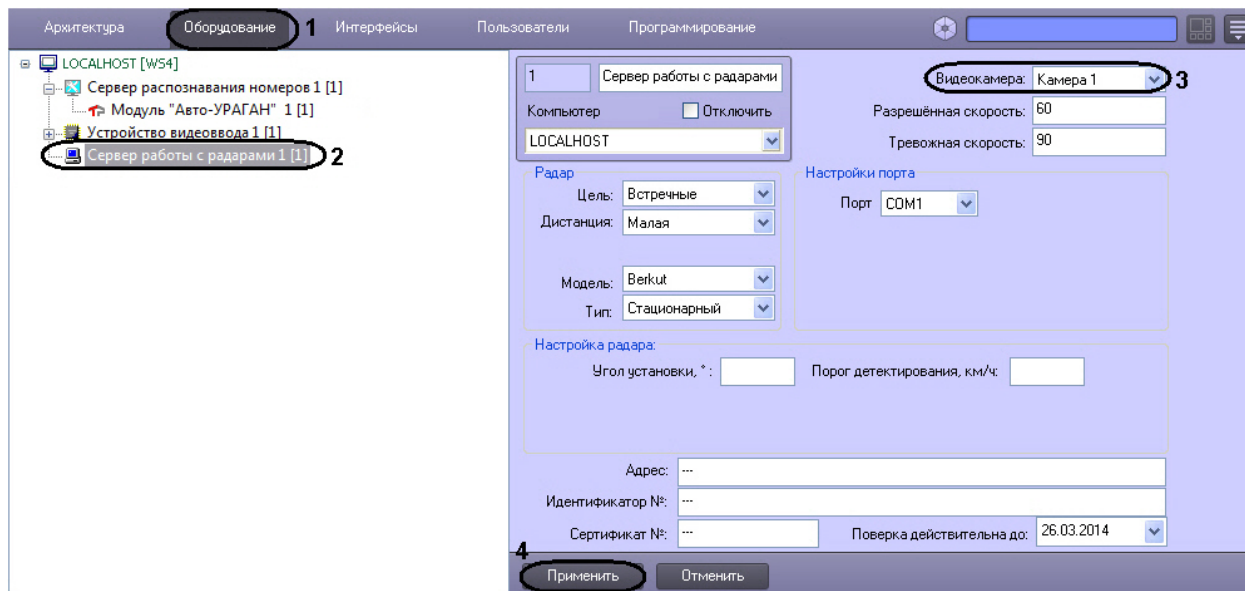 Архитектура Оборудование 1 Интерфейсы Пользователи Программирование
LOCALHOST [WS4]
Сервер распознавания номеров 1 [1]
Модуль "Авто-УРАГАН" 1 [1]
Устройство видеоввода 1 [1]
Сервер работы с радарами 1 [1] 2
1 Сервер работы с радарами
Компьютер Отключить
LOCALHOST
Видеокамера: Камера 1 3
Разрешённая скорость: 60
Тревожная скорость: 90
Радар
Цель: Встречные
Дистанция: Малая
Модель: Berkut
Тип: Стационарный
Настройки порта
Порт COM1
Настройка радара:
Угол установки, ° : Порог детектирования, км/ч:
Адрес: ---
Идентификатор №: ---
Сертификат №: --- Поверка действительна до: 26.03.2014
4
Применить Отменить